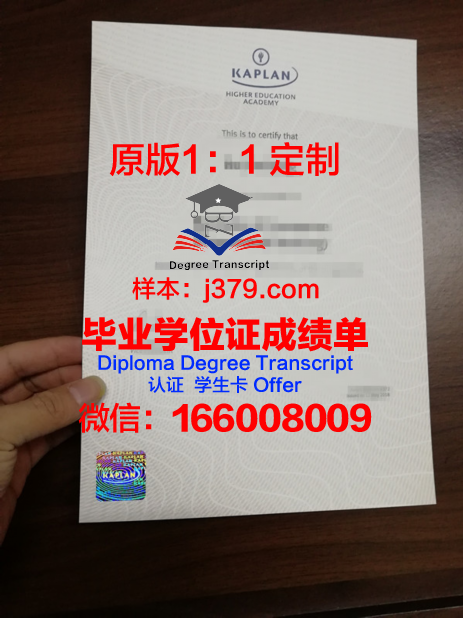 KAPLAN
HIGHER EDUCATION
ACADEMY
This is to certify that
原版1：1 定制
Degree Transcript
样本：j379.com
毕业学位证成绩单
Diploma Degree Transcript
认证 学生卡 Offer
微信：166008009
KAPLAN